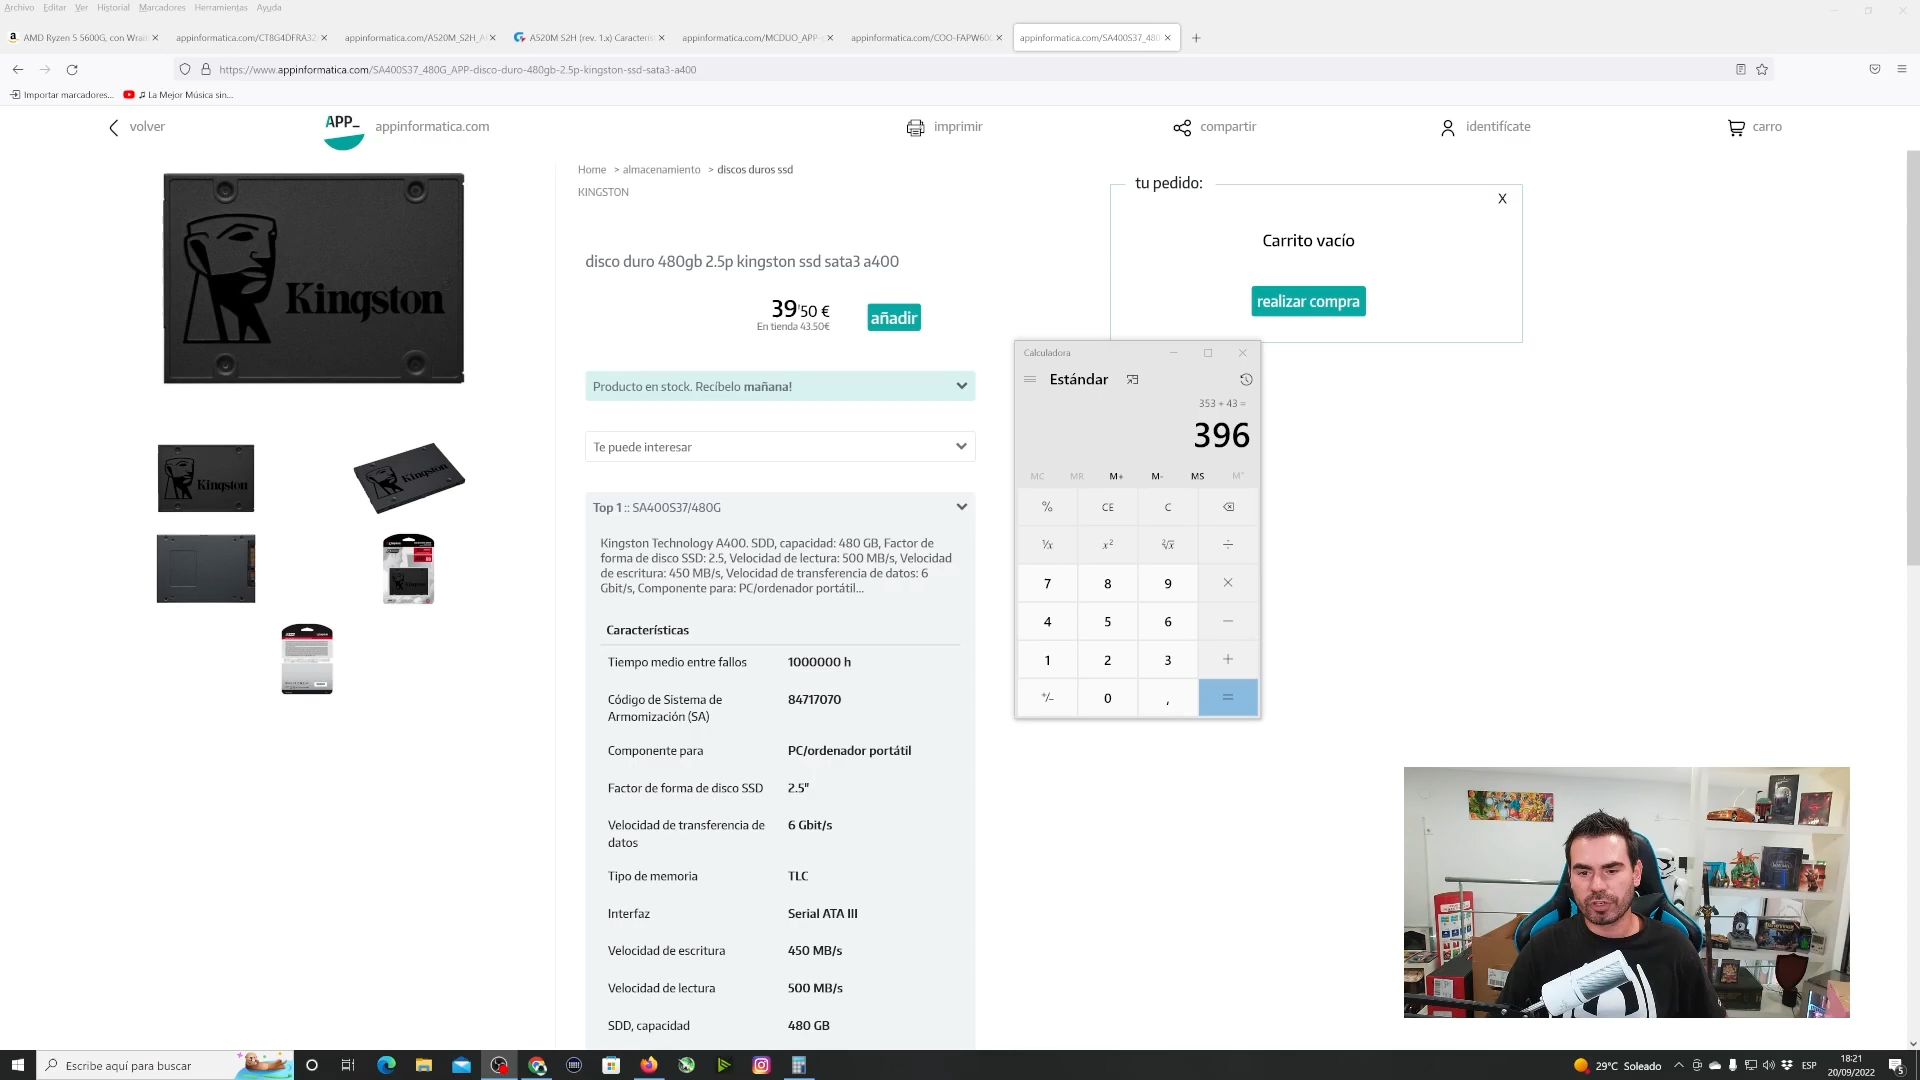 Archivo Editar Ver Historial Marcadores Herramientas Ayuda
AMD Ryzen 5 5600G, con Wrai
appinformatica.com/CT8G4DFRA32
appinformatica.com/A520M_S2H_A
A520M S2H (rev. 1.x) Caracterís
appinformatica.com/MCDUO_APP-
appinformatica.com/COO-FAPW60
appinformatica.com/SA400S37_480
https://www.appinformatica.com/SA400S37_480G_APP-disco-duro-480gb-2.5p-kingston-ssd-sata3-a400
Importar marcadores...
La Mejor Música sin...
volver
APP_
appinformatica.com
imprimir
compartir
identifícate
carro
Home > almacenamiento > discos duros ssd
KINGSTON
disco duro 480gb 2.5p kingston ssd sata3 a400
39'50 €
En tienda 43.50€
añadir
Producto en stock. Recíbelo mañana!
Te puede interesar
Top 1 :: SA400S37/480G
Kingston Technology A400. SDD, capacidad: 480 GB, Factor de
forma de disco SSD: 2.5, Velocidad de lectura: 500 MB/s, Velocidad
de escritura: 450 MB/s, Velocidad de transferencia de datos: 6
Gbit/s, Componente para: PC/ordenador portátil...
Características
Tiempo medio entre fallos 1000000 h
Código de Sistema de 84717070
Armomización (SA)
Componente para PC/ordenador portátil
Factor de forma de disco SSD 2.5"
Velocidad de transferencia de 6 Gbit/s
datos
Tipo de memoria TLC
Interfaz Serial ATA III
Velocidad de escritura 450 MB/s
Velocidad de lectura 500 MB/s
SDD, capacidad 480 GB
tu pedido:
X
Carrito vacío
realizar compra
Calculadora
Estándar
353 + 43 =
396
MC MR M+ M- MS M˅
% CE C
¹/x x² ²√x ÷
7 8 9 ×
4 5 6 −
1 2 3 +
+/- 0 , =
Kingston
Kingston
Kingston
Escribe aquí para buscar
29°C Soleado
ESP
18:21
20/09/2022
5